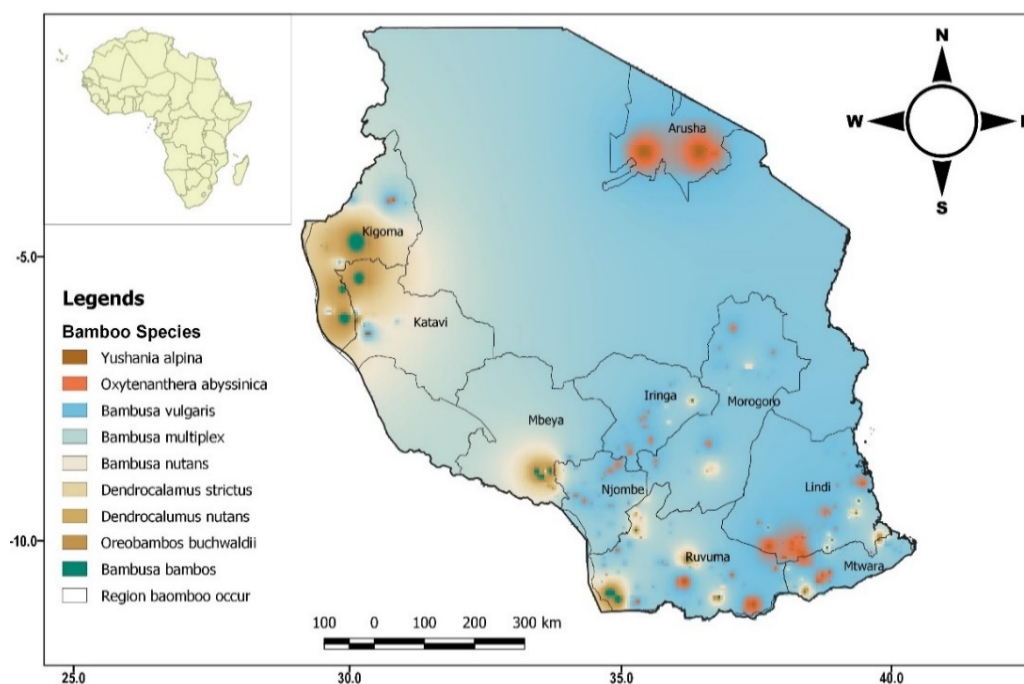 N
W
E
S
Arusha
Kigoma
Katavi
Mbeya
Iringa
Morogoro
Njombe
Lindi
Ruvuma
Mtwara
-5.0
-10.0
Legends
Bamboo Species
Yushania alpina
Oxytenanthera abyssinica
Bambusa vulgaris
Bambusa multiplex
Bambusa nutans
Dendrocalamus strictus
Dendrocalumus nutans
Oreobambos buchwaldii
Bambusa bambos
Region baomboo occur
100 0 100 200 300 km
25.0 30.0 35.0 40.0